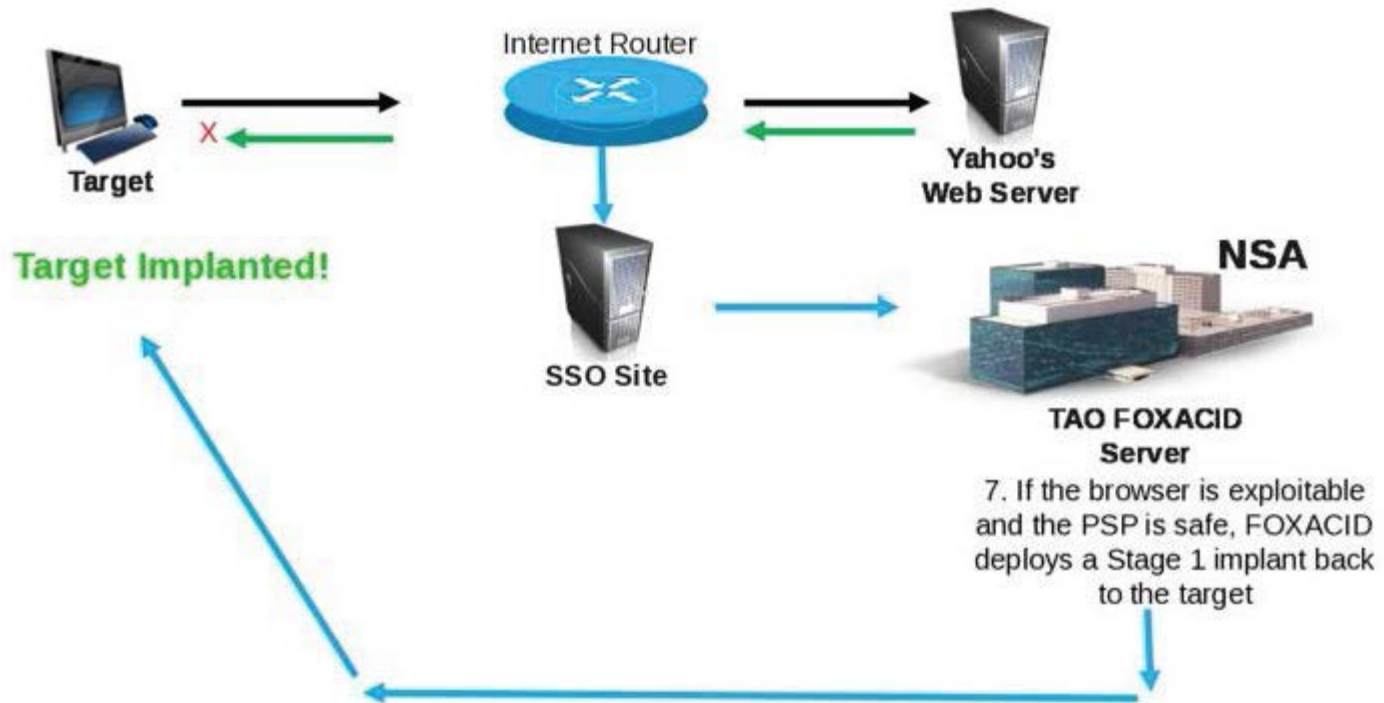 Internet Router
X
Target
Yahoo's
Web Server
Target Implanted!
SSO Site
NSA
TAO FOXACID
Server
7. If the browser is exploitable
and the PSP is safe, FOXACID
deploys a Stage 1 implant back
to the target